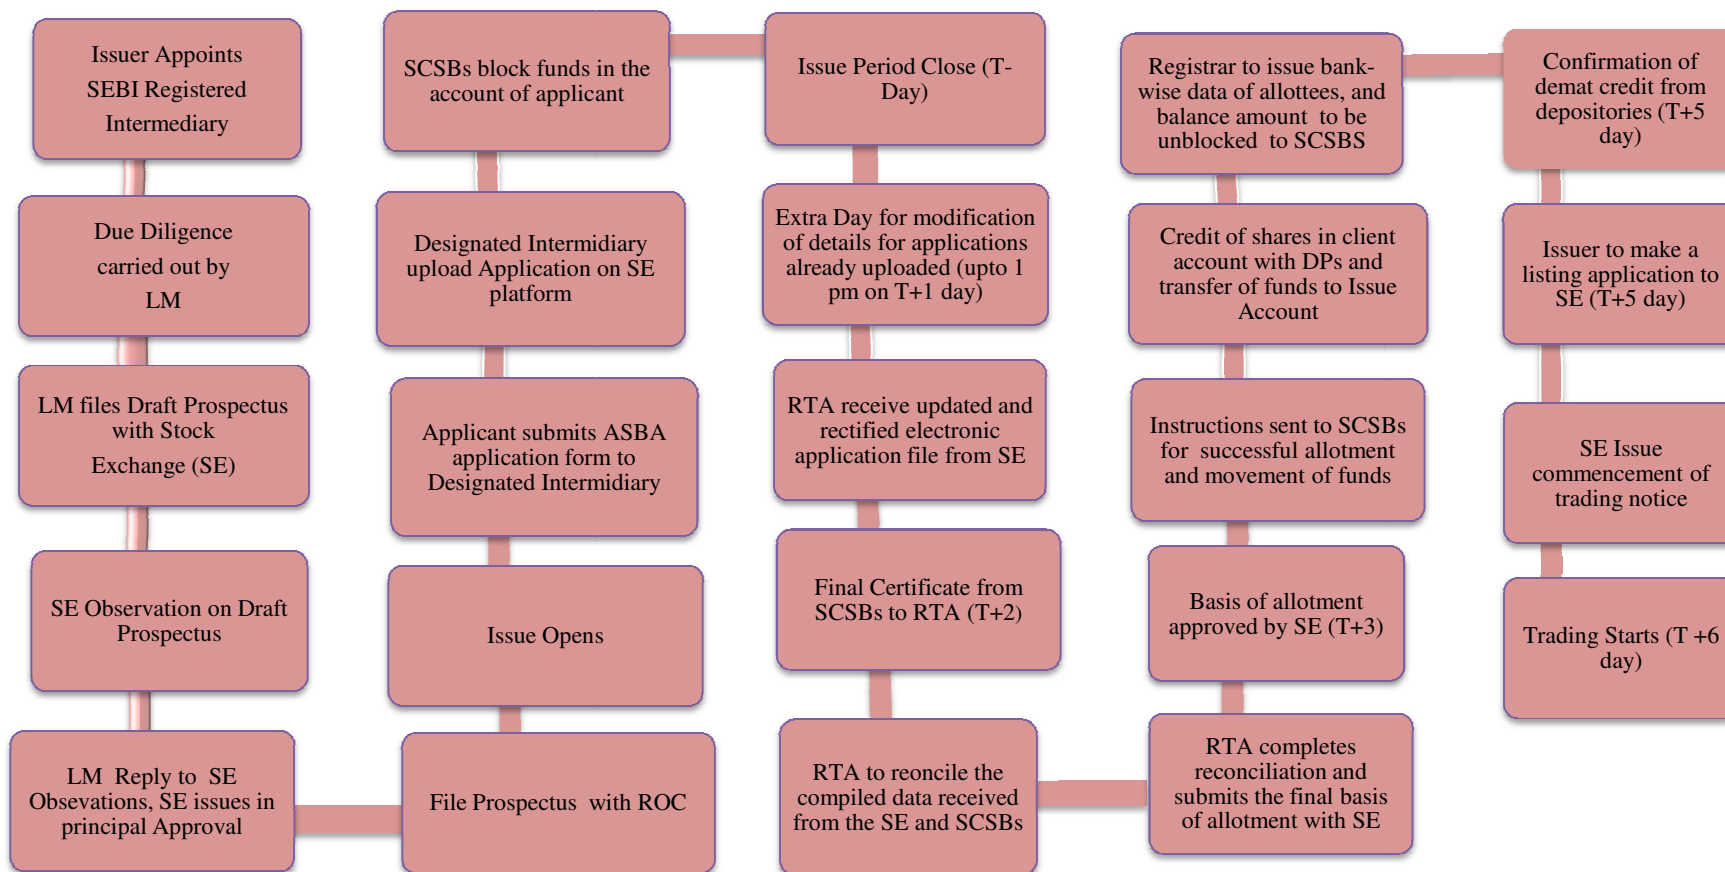 Issuer Appoints
SEBI Registered
Intermediary
Due Diligence
carried out by
LM
LM files Draft Prospectus
with Stock
Exchange (SE)
SE Observation on Draft
Prospectus
LM Reply to SE
Obsevations, SE issues in
principal Approval
File Prospectus with ROC
Issue Opens
Applicant submits ASBA
application form to
Designated Intermidiary
Designated Intermidiary
upload Application on SE
platform
SCSBs block funds in the
account of applicant
Issue Period Close (T-
Day)
Extra Day for modification
of details for applications
already uploaded (upto 1
pm on T+1 day)
RTA receive updated and
rectified electronic
application file from SE
Final Certificate from
SCSBs to RTA (T+2)
RTA to reconcile the
compiled data received
from the SE and SCSBs
RTA completes
reconciliation and
submits the final basis
of allotment with SE
Basis of allotment
approved by SE (T+3)
Instructions sent to SCSBs
for successful allotment
and movement of funds
Credit of shares in client
account with DPs and
transfer of funds to Issue
Account
Registrar to issue bank-
wise data of allottees, and
balance amount to be
unblocked to SCSBS
Confirmation of
demat credit from
depositories (T+5
day)
Issuer to make a
listing application to
SE (T+5 day)
SE Issue
commencement of
trading notice
Trading Starts (T +6
day)